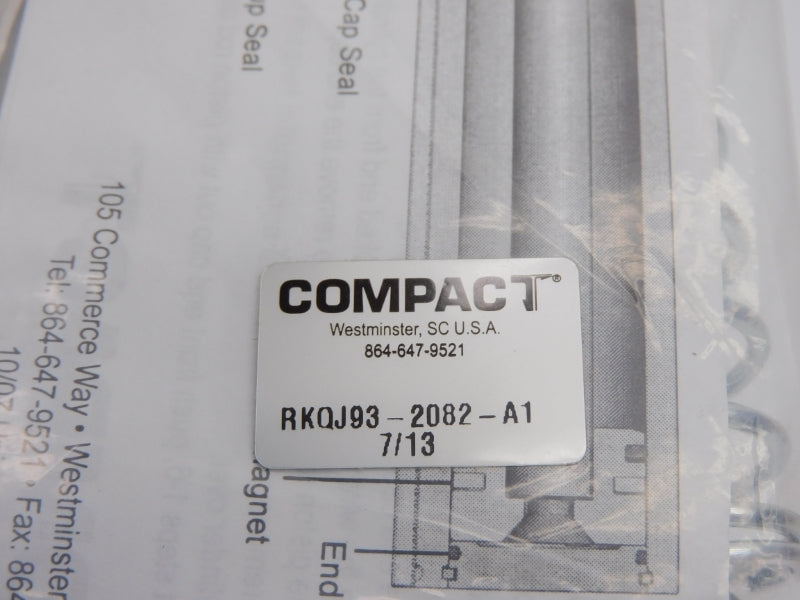 COMPACT®
Westminster, SC U.S.A.
864-647-9521
RKQJ93-2082-A1
7/13
Cap Seal
Seal
105 Commerce Way • Westminster
Tel: 864-647-9521 • Fax: 864
End